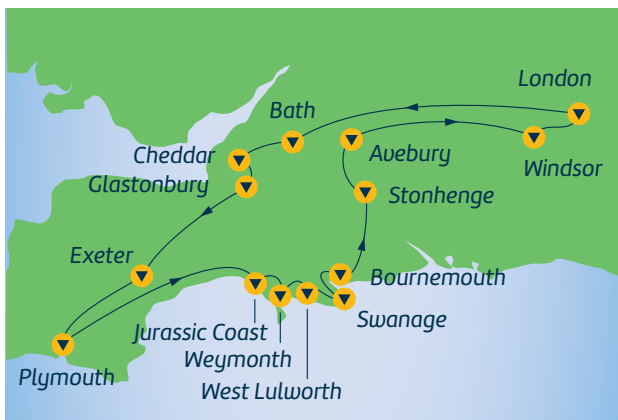 London
Bath
Cheddar
Avebury
Windsor
Glastonbury
Stonhenge
Exeter
Bournemouth
Jurassic Coast
Swanage
Weymonth
Plymouth
West Lulworth